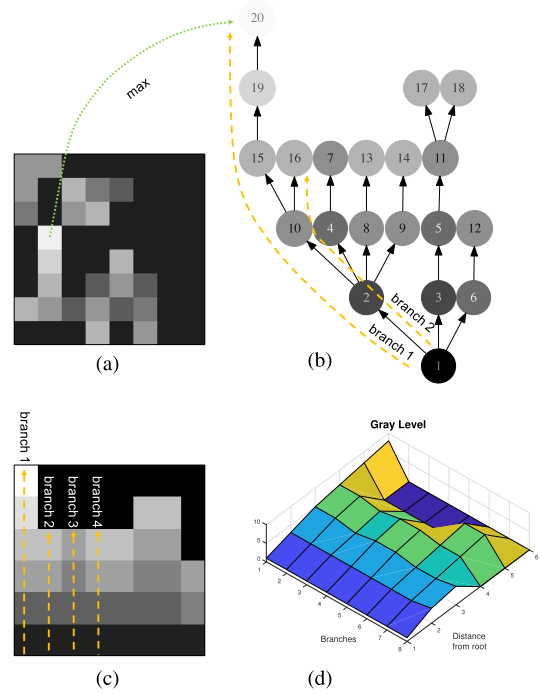 20
max
19
17
18
15
16
7
13
14
11
10
4
8
9
5
12
2
3
6
branch 2
branch 1
1
(a)
(b)
branch 1
branch 2
branch 3
branch 4
(c)
Gray Level
10
5
0
1
2
3
4
5
6
7
8
Branches
1
2
3
4
5
6
Distance
from root
(d)